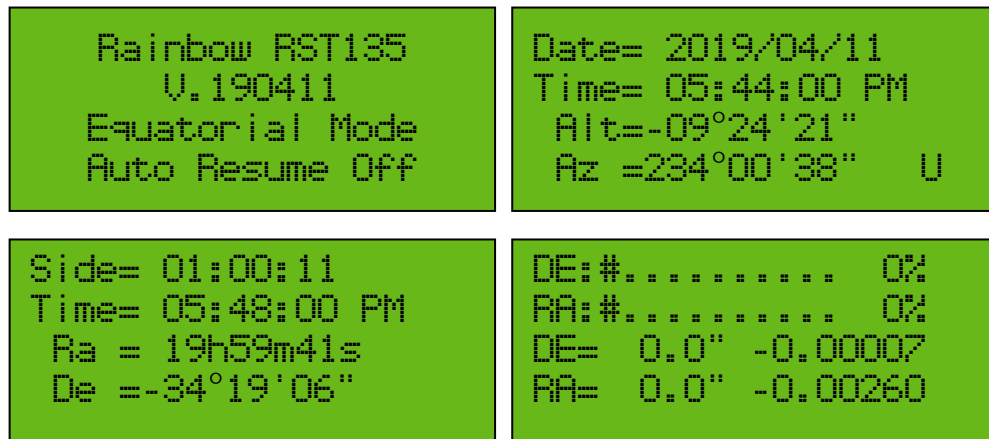 Rainbow RST135
V.190411
Equatorial Mode
Auto Resume Off
Date= 2019/04/11
Time= 05:44:00 PM
Alt=-09°24'21"
Az =234°00'38" U
Side= 01:00:11
Time= 05:48:00 PM
Ra = 19h59m41s
De =-34°19'06"
DE:#.......... 0%
RA:#.......... 0%
DE= 0.0" -0.00007
RA= 0.0" -0.00260